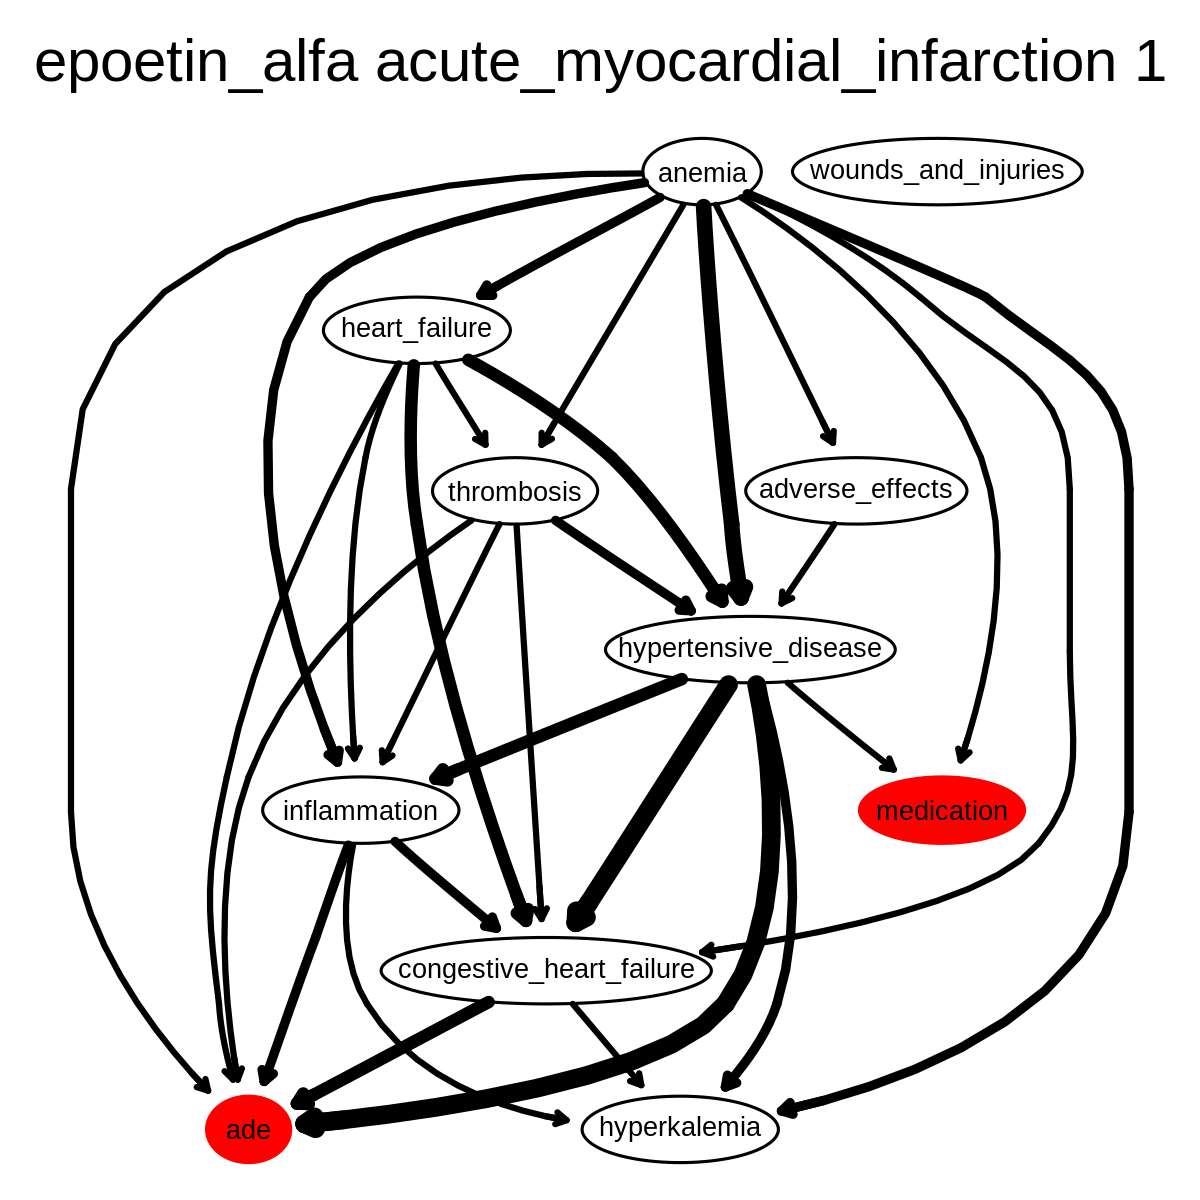 epoetin_alfa acute_myocardial_infarction 1
anemia
wounds_and_injuries
heart_failure
thrombosis
adverse_effects
hypertensive_disease
inflammation
medication
congestive_heart_failure
ade
hyperkalemia